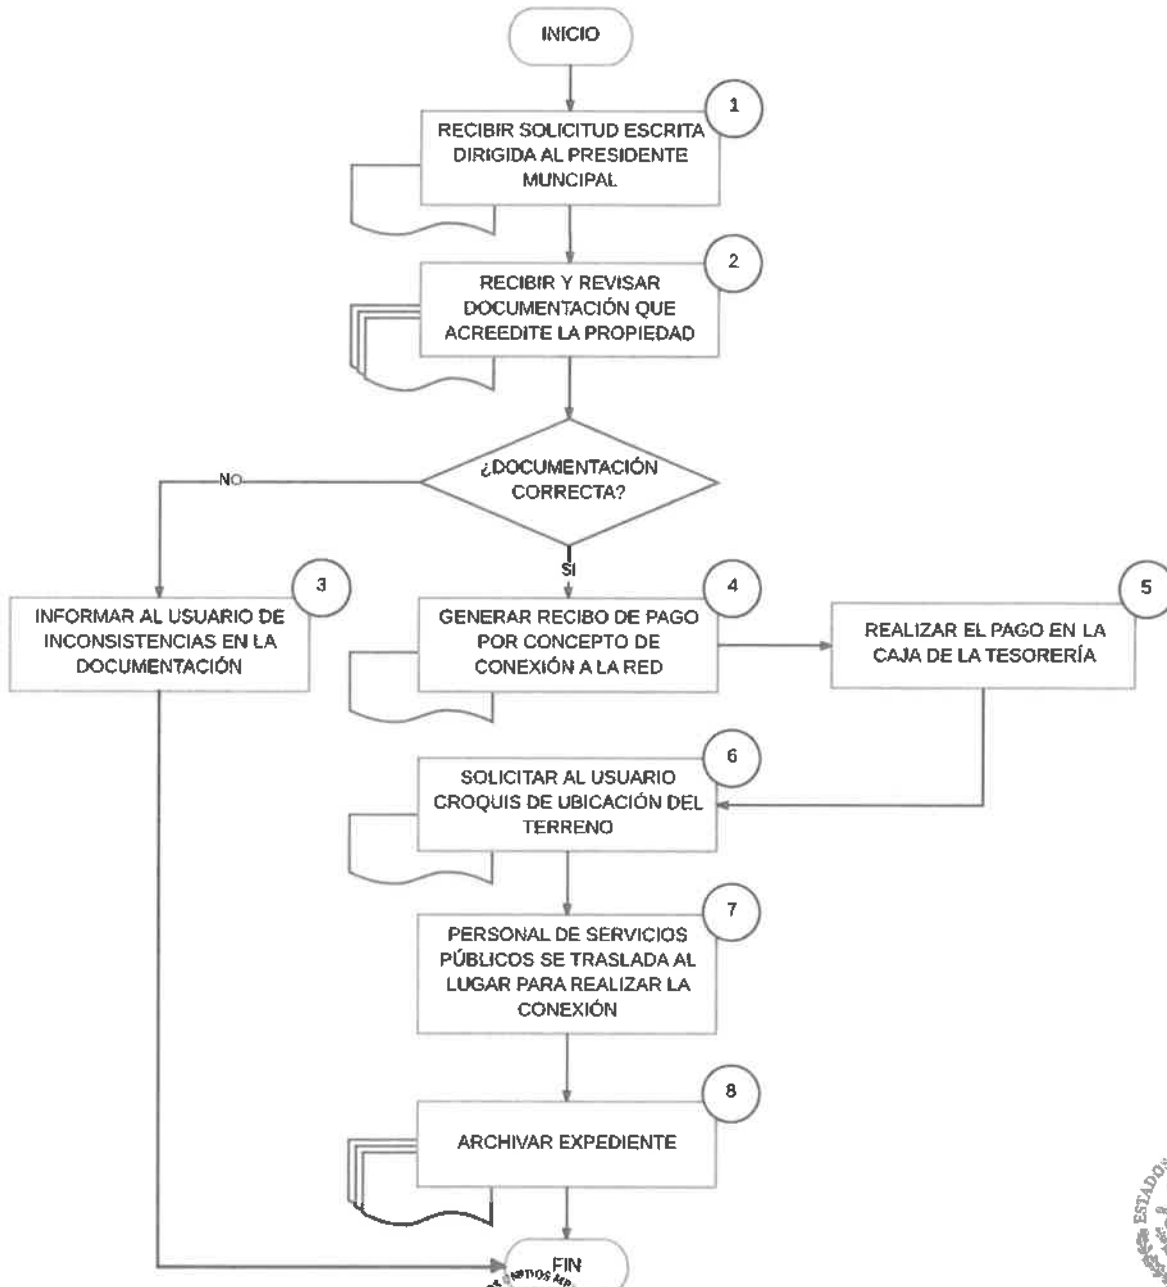 INICIO
1
RECIBIR SOLICITUD ESCRITA
DIRIGIDA AL PRESIDENTE
MUNCIPAL
2
RECIBIR Y REVISAR
DOCUMENTACIÓN QUE
ACREEDITE LA PROPIEDAD
¿DOCUMENTACIÓN
CORRECTA?
NO
SI
3
INFORMAR AL USUARIO DE
INCONSISTENCIAS EN LA
DOCUMENTACIÓN
4
GENERAR RECIBO DE PAGO
POR CONCEPTO DE
CONEXIÓN A LA RED
5
REALIZAR EL PAGO EN LA
CAJA DE LA TESORERÍA
6
SOLICITAR AL USUARIO
CROQUIS DE UBICACIÓN DEL
TERRENO
7
PERSONAL DE SERVICIOS
PÚBLICOS SE TRASLADA AL
LUGAR PARA REALIZAR LA
CONEXIÓN
8
ARCHIVAR EXPEDIENTE
FIN
ESTADOS